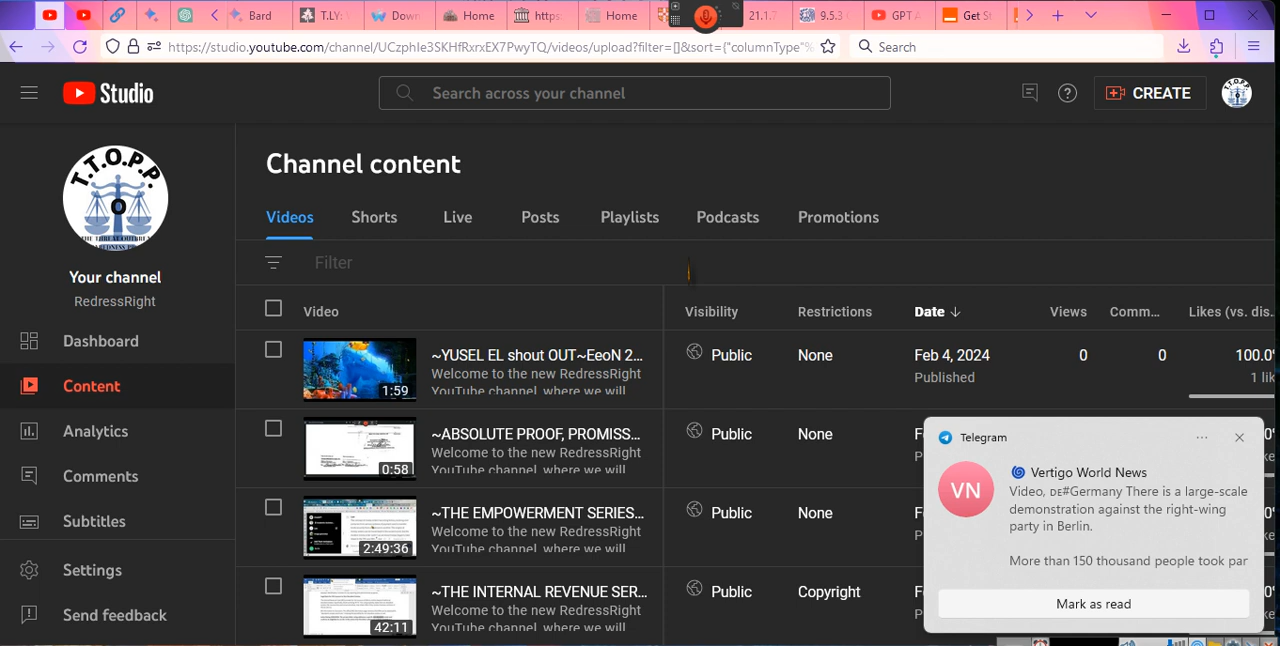 Bard
T.LY:
Dow
Home
https:
Home
21.1.7
9.5.3
GPT
Get S
https://studio.youtube.com/channel/UCzphIe3SKHfRxrxEX7PwyTQ/videos/upload?filter=[]&sort={"columnType"%
Search
Studio
Search across your channel
CREATE
T.T.O.P.P.
Your channel
RedressRight
Dashboard
Content
Analytics
Comments
Subtitles
Settings
Send feedback
Channel content
Videos Shorts Live Posts Playlists Podcasts Promotions
Filter
Video Visibility Restrictions Date Views Comm... Likes (vs. dis...
~YUSEL EL shout OUT~EeoN 2... Public None Feb 4, 2024 0 0 100.0
Welcome to the new RedressRight Published 1 lik
YouTube channel, where we will
1:59
~ABSOLUTE PROOF, PROMISS... Public None
Welcome to the new RedressRight
YouTube channel, where we will
0:58
~THE EMPOWERMENT SERIES... Public None
Welcome to the new RedressRight
YouTube channel, where we will
2:49:36
~THE INTERNAL REVENUE SER... Public Copyright
Welcome to the new RedressRight
YouTube channel, where we will
42:11
Telegram
VN
Vertigo World News
Video, ᴅᴇ#Germany There is a large-scale
demonstration against the right-wing
party in Berlin.
More than 150 thousand people took par
Mark as read